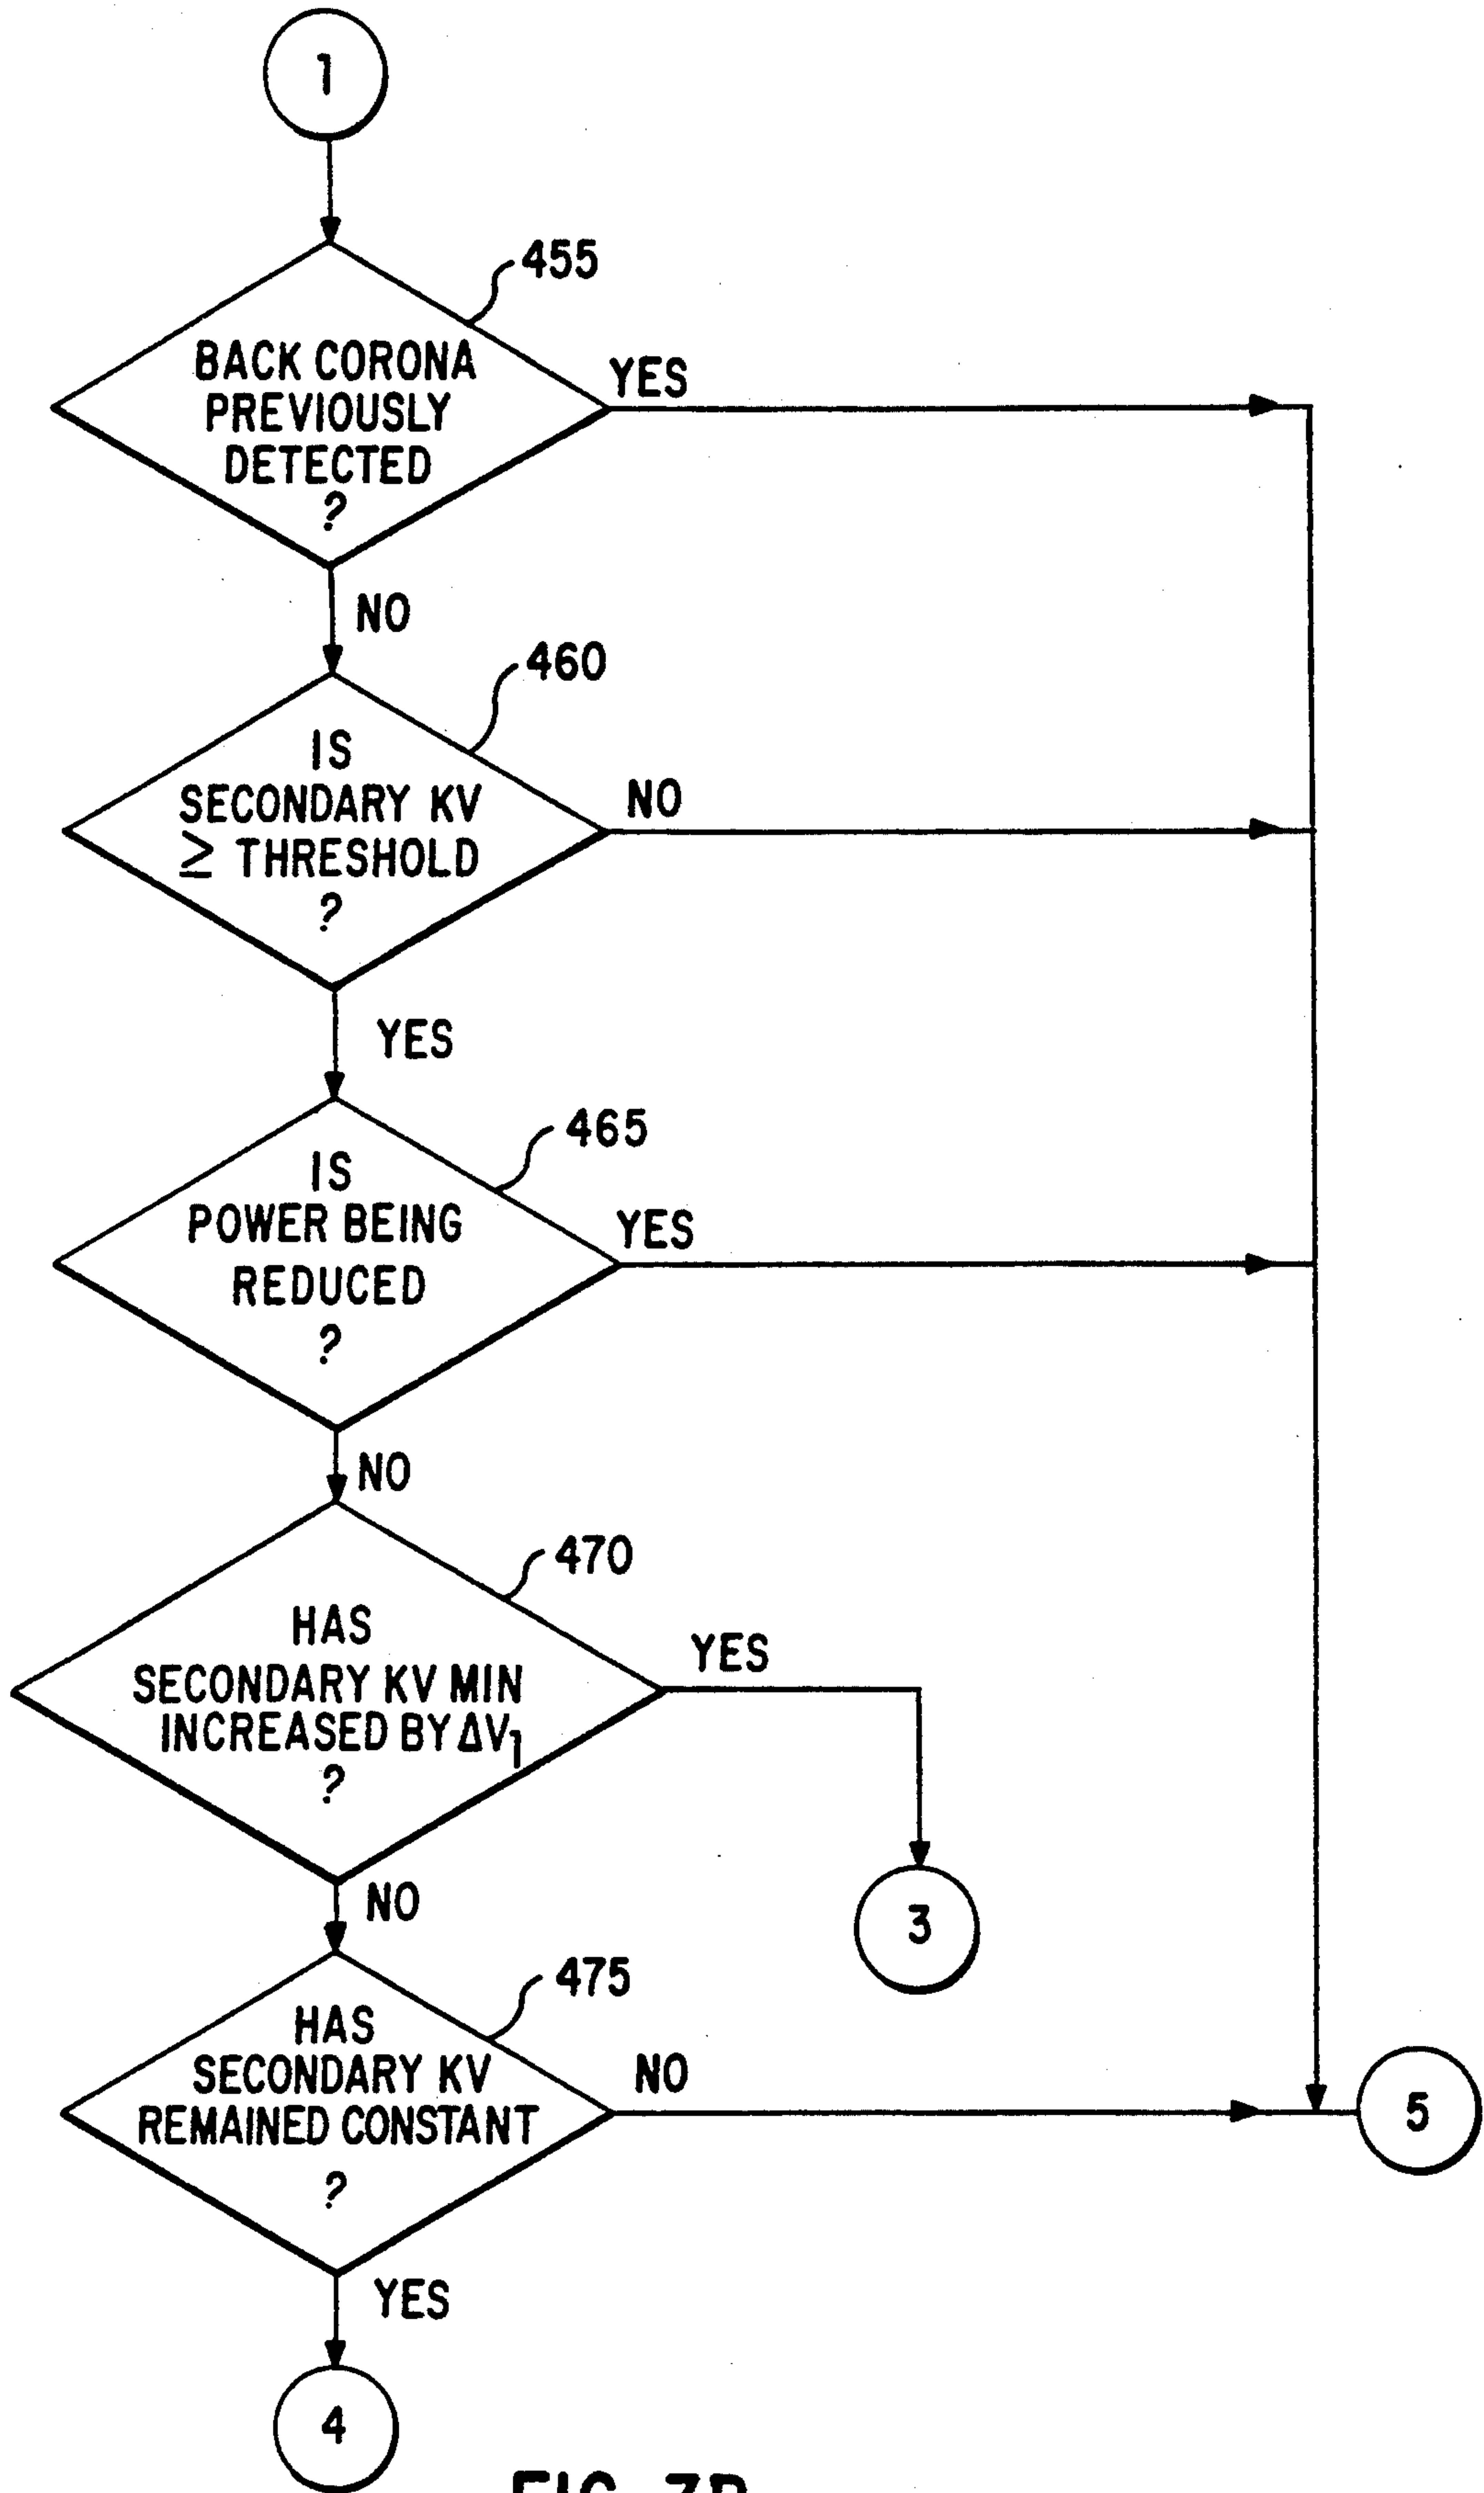 1
455
BACK CORONA
PREVIOUSLY
DETECTED
?
YES
NO
460
IS
SECONDARY KV
≥ THRESHOLD
?
NO
YES
465
IS
POWER BEING
REDUCED
?
YES
NO
470
HAS
SECONDARY KV MIN
INCREASED BY ΔV1
?
YES
NO
3
475
HAS
SECONDARY KV
REMAINED CONSTANT
?
NO
5
YES
4